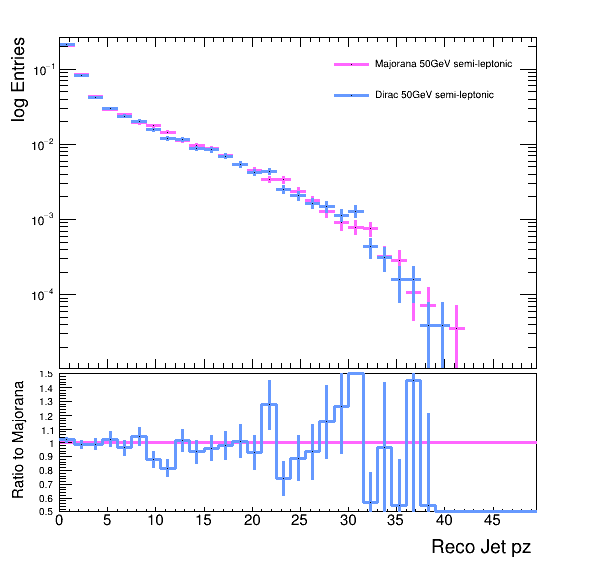 log Entries
10⁻¹
10⁻²
10⁻³
10⁻⁴
Majorana 50GeV semi-leptonic
Dirac 50GeV semi-leptonic
Ratio to Majorana
1.5
1.4
1.3
1.2
1.1
1
0.9
0.8
0.7
0.6
0.5
0 5 10 15 20 25 30 35 40 45
Reco Jet pz